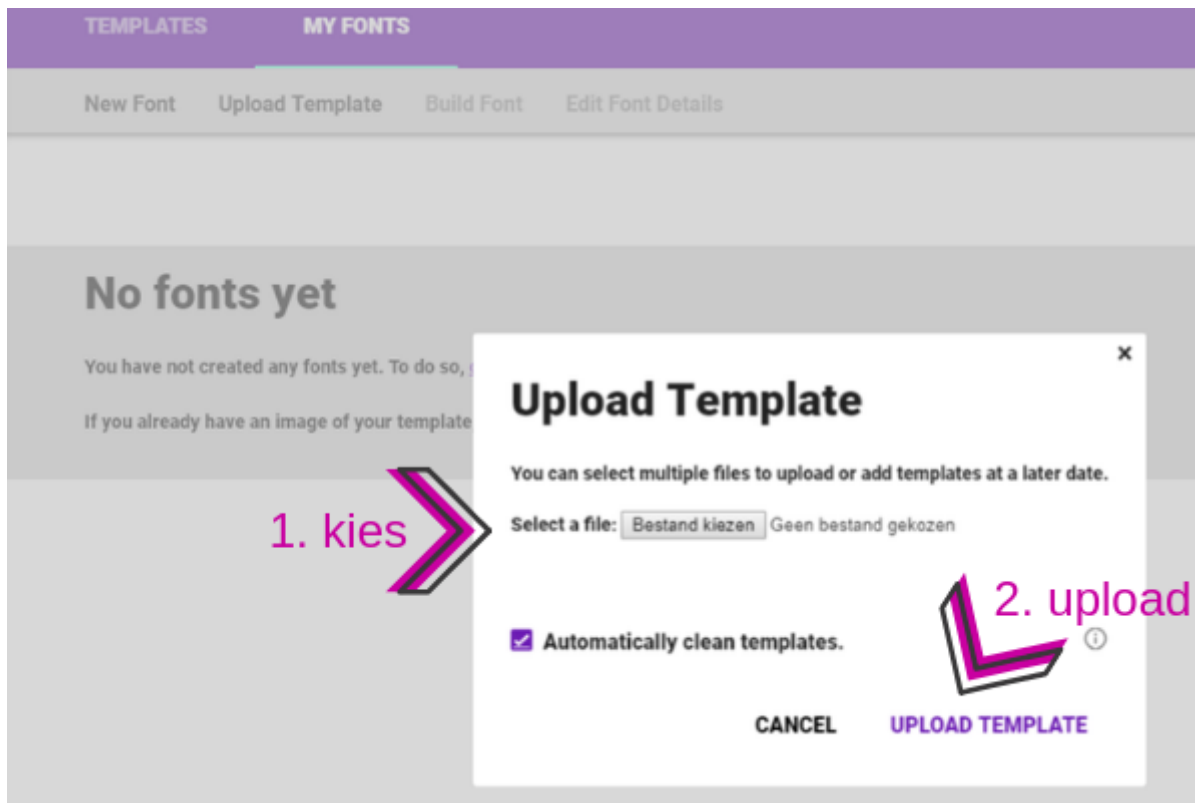 TEMPLATES MY FONTS
New Font Upload Template Build Font Edit Font Details
No fonts yet
You have not created any fonts yet. To do so,
If you already have an image of your template
×
Upload Template
You can select multiple files to upload or add templates at a later date.
1. kies
Select a file: Bestand kiezen Geen bestand gekozen
2. upload
Automatically clean templates.
CANCEL UPLOAD TEMPLATE